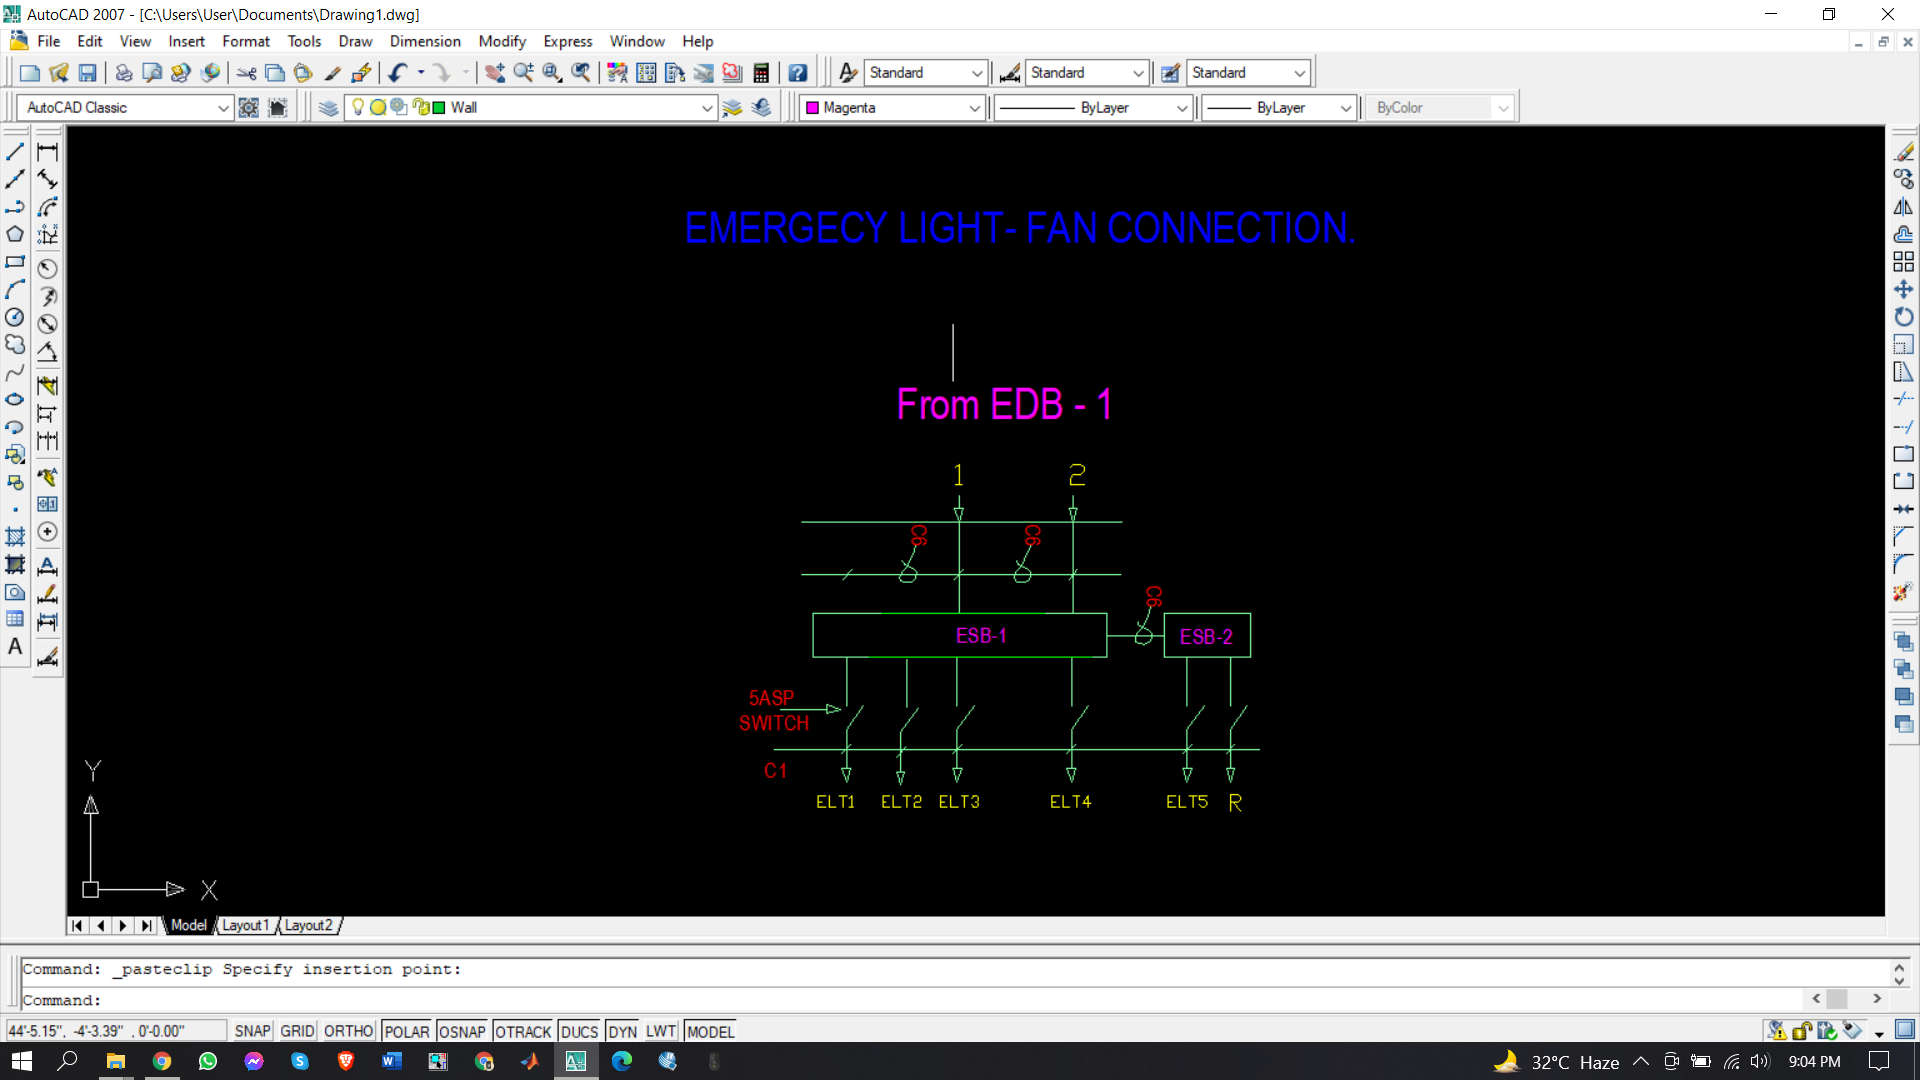 AutoCAD 2007 - [C:\Users\User\Documents\Drawing1.dwg]
File Edit View Insert Format Tools Draw Dimension Modify Express Window Help
Standard Standard Standard
AutoCAD Classic Wall Magenta ByLayer ByLayer ByColor
EMERGECY LIGHT- FAN CONNECTION.
From EDB - 1
1 2
C6 C6
C6
ESB-1 ESB-2
5ASP
SWITCH
C1
ELT1 ELT2 ELT3 ELT4 ELT5 R
Y
X
Model Layout1 Layout2
Command: _pasteclip Specify insertion point:
Command:
44'-5.15", -4'-3.39" , 0'-0.00" SNAP GRID ORTHO POLAR OSNAP OTRACK DUCS DYN LWT MODEL
32°C Haze 9:04 PM